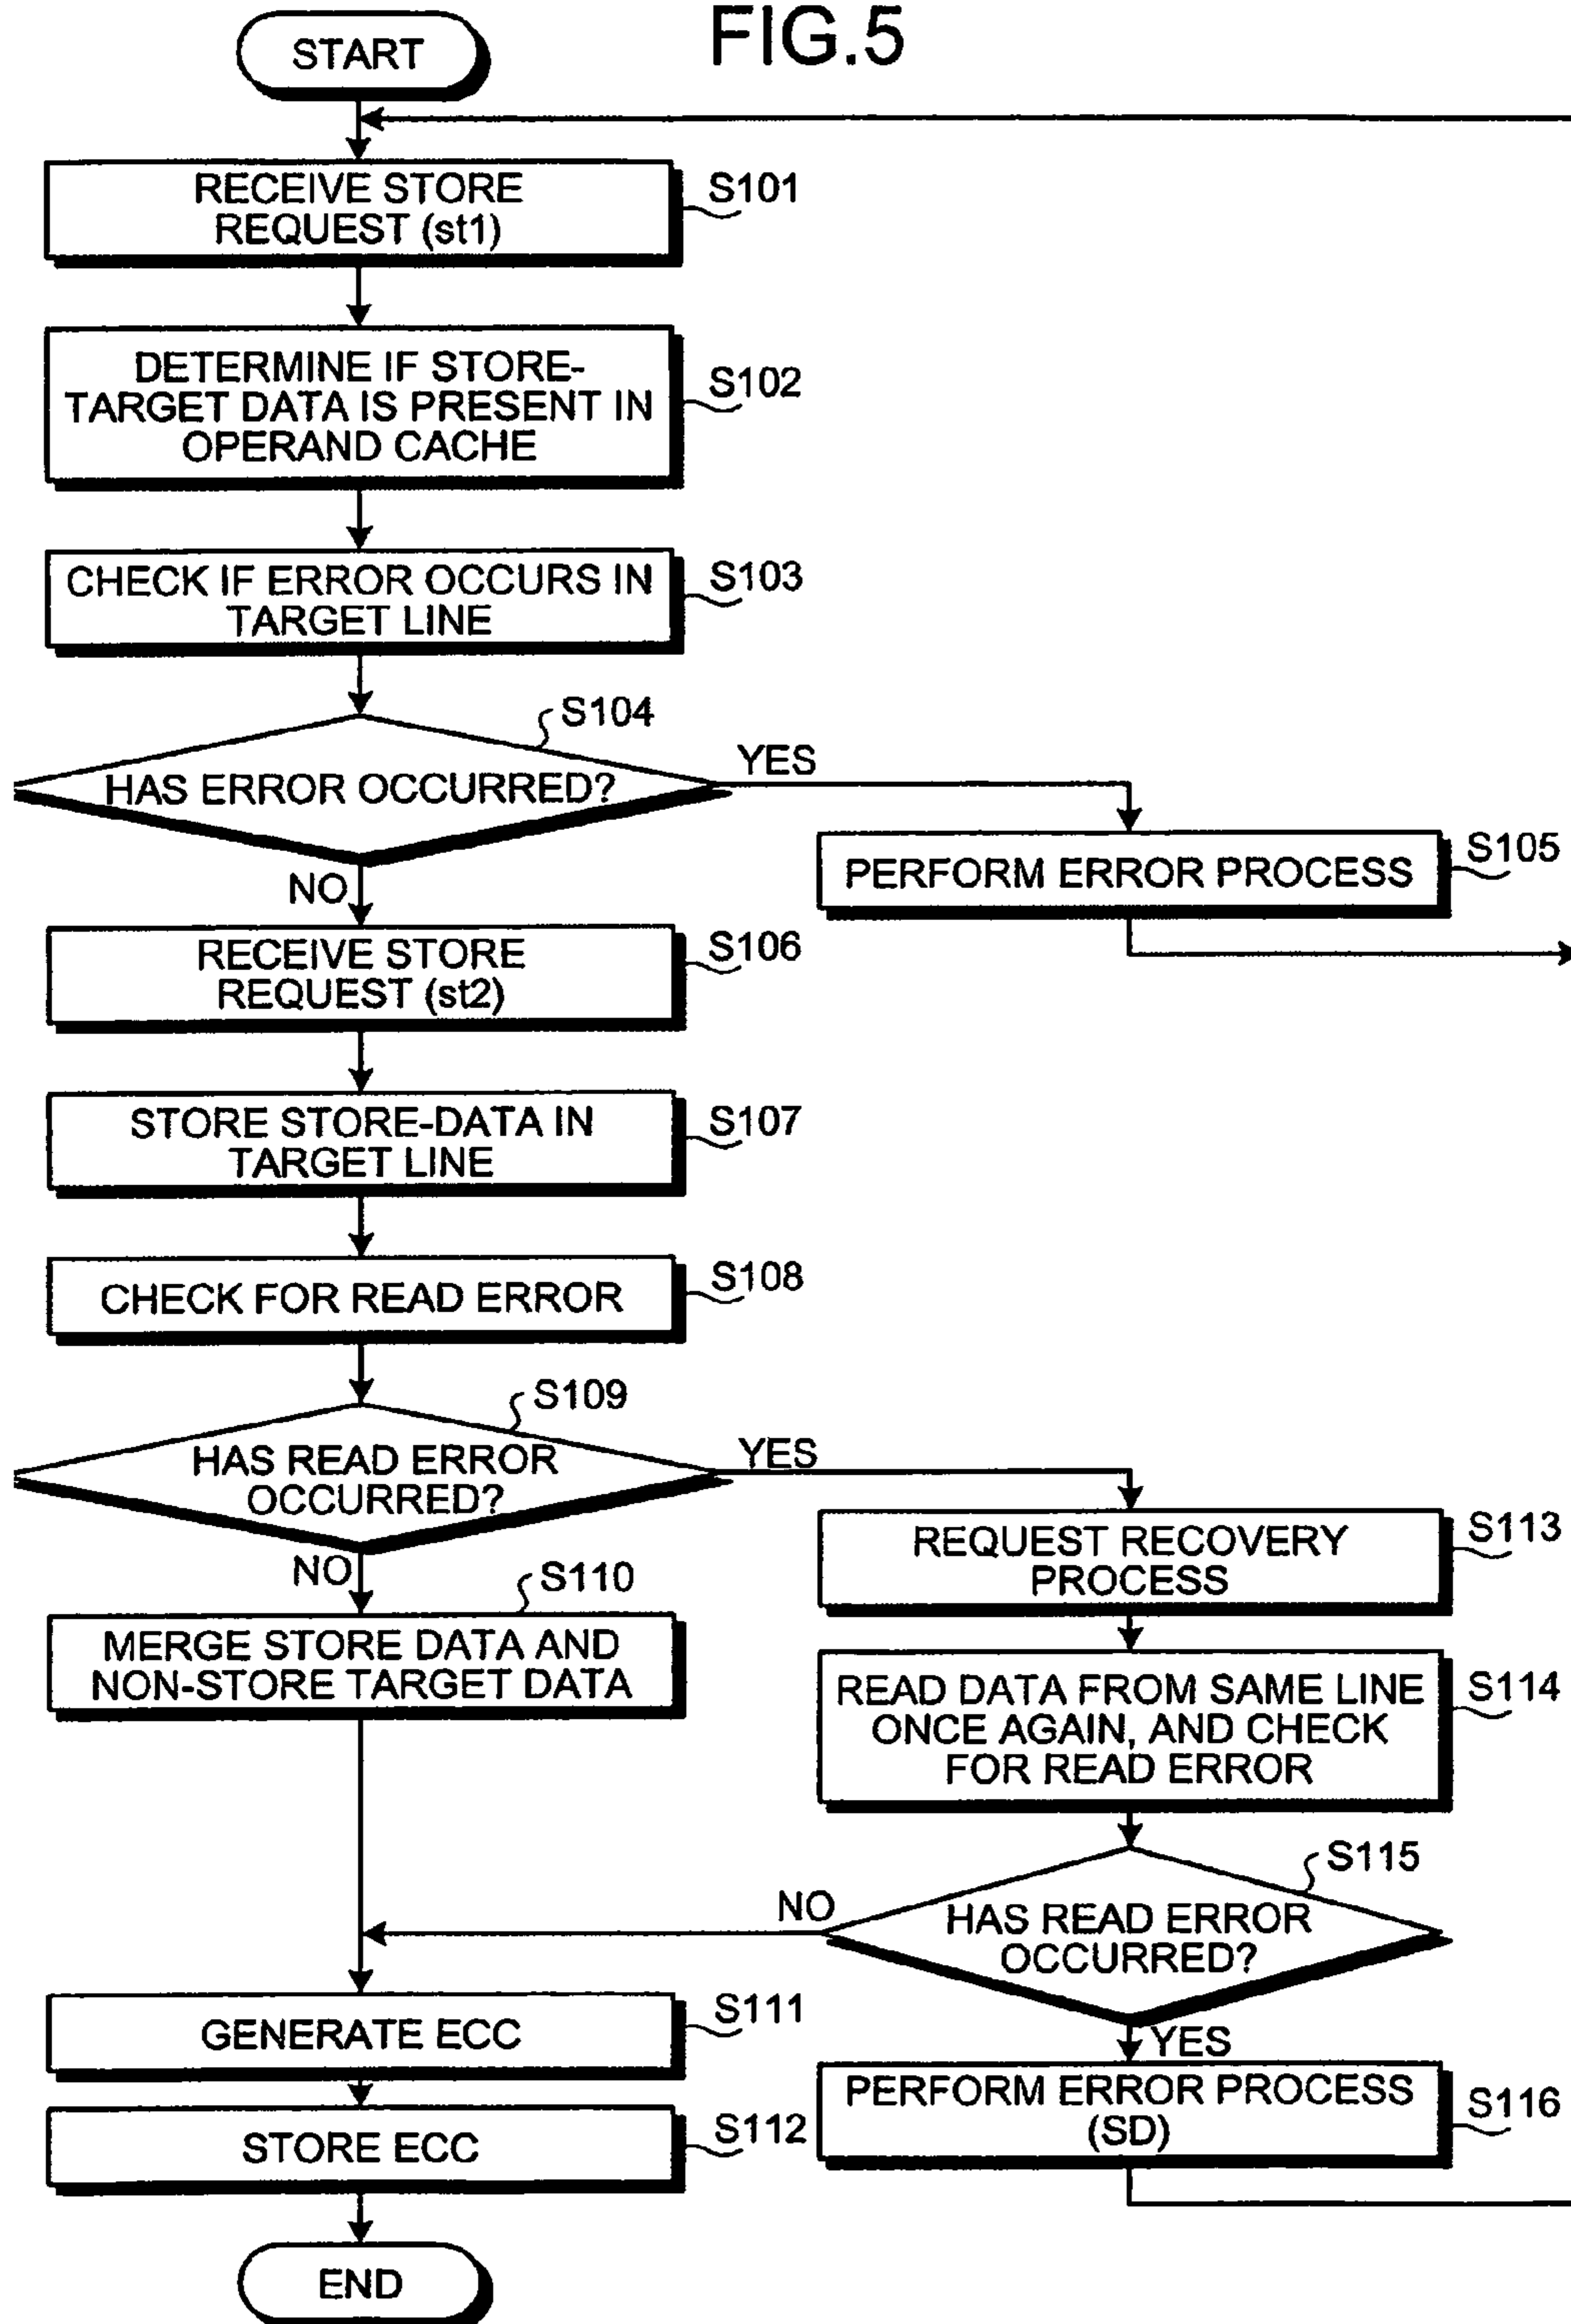 FIG.5
START
RECEIVE STORE
REQUEST (st1)
S101
DETERMINE IF STORE-
TARGET DATA IS PRESENT IN
OPERAND CACHE
S102
CHECK IF ERROR OCCURS IN
TARGET LINE
S103
S104
HAS ERROR OCCURRED?
YES
NO
PERFORM ERROR PROCESS
S105
RECEIVE STORE
REQUEST (st2)
S106
STORE STORE-DATA IN
TARGET LINE
S107
CHECK FOR READ ERROR
S108
S109
HAS READ ERROR
OCCURRED?
YES
NO
S110
MERGE STORE DATA AND
NON-STORE TARGET DATA
REQUEST RECOVERY
PROCESS
S113
READ DATA FROM SAME LINE
ONCE AGAIN, AND CHECK
FOR READ ERROR
S114
S115
HAS READ ERROR
OCCURRED?
NO
YES
GENERATE ECC
S111
PERFORM ERROR PROCESS
(SD)
S116
STORE ECC
S112
END